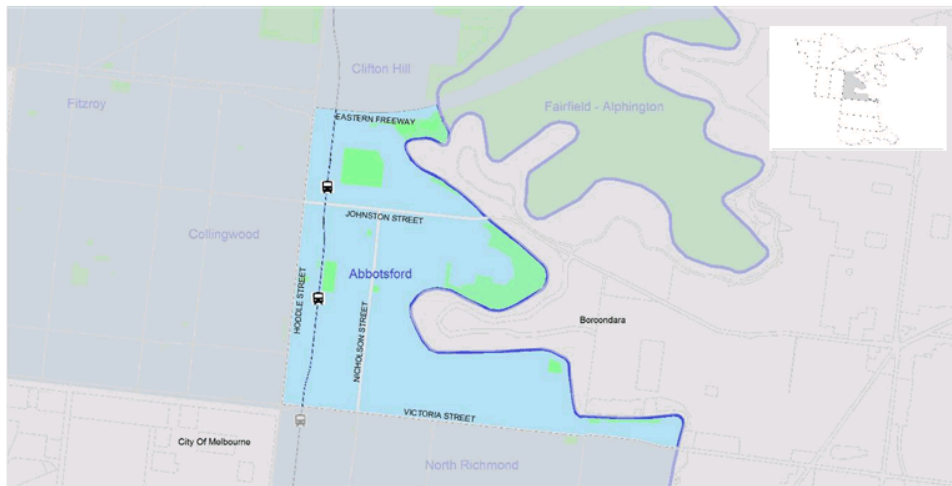 Clifton Hill
Fitzroy
Fairfield - Alphington
EASTERN FREEWAY
JOHNSTON STREET
Collingwood
Abbotsford
HODDLE STREET
NICHOLSON STREET
Boroondara
VICTORIA STREET
City Of Melbourne
North Richmond